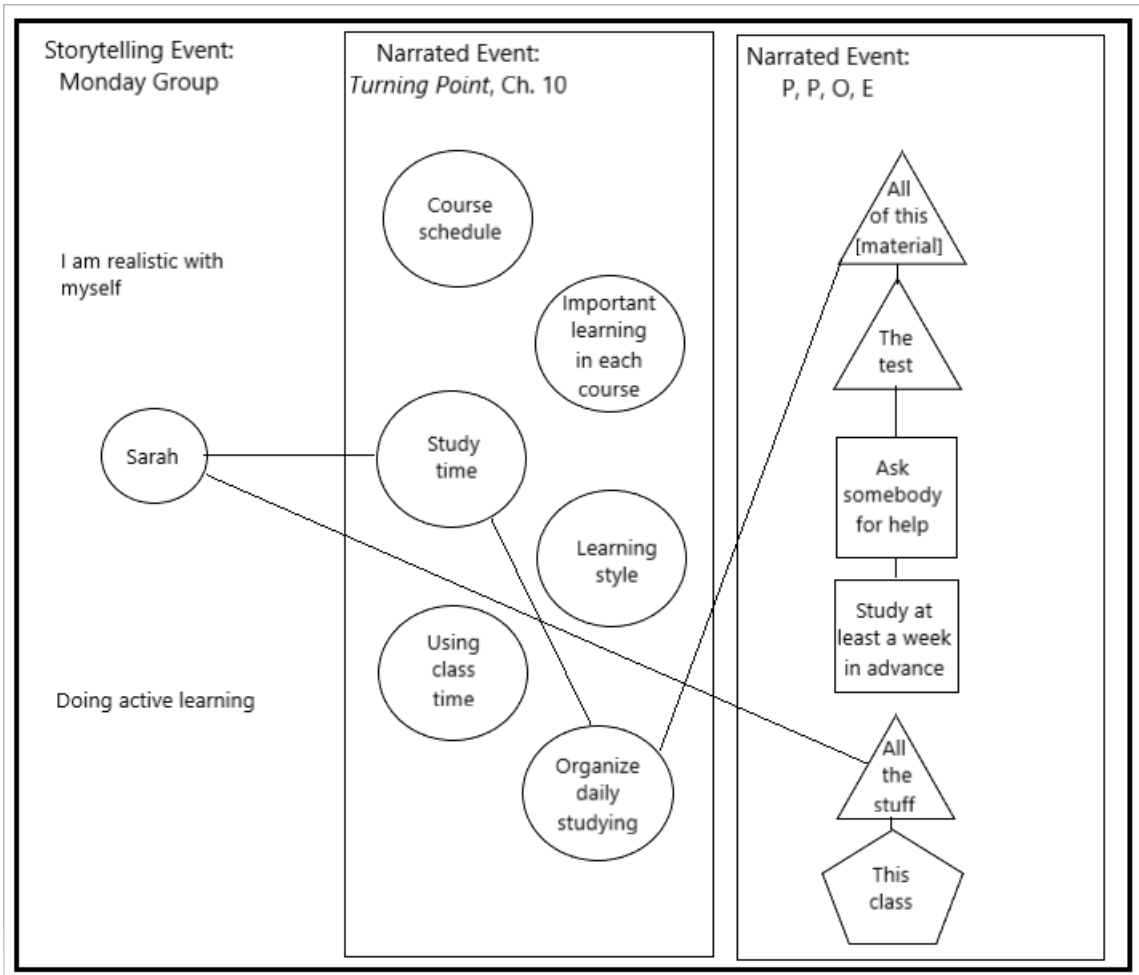 Storytelling Event:
Monday Group
I am realistic with
myself
Sarah
Doing active learning
Narrated Event:
Turning Point, Ch. 10
Course
schedule
Important
learning
in each
course
Study
time
Learning
style
Using
class
time
Organize
daily
studying
Narrated Event:
P, P, O, E
All
of this
[material]
The
test
Ask
somebody
for help
Study at
least a week
in advance
All
the
stuff
This
class